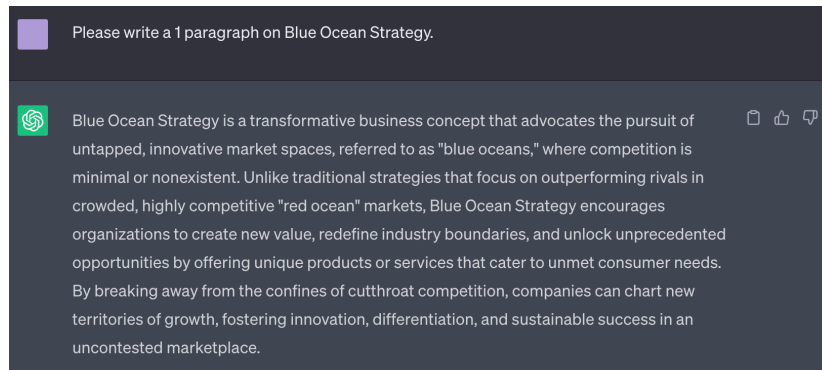 Please write a 1 paragraph on Blue Ocean Strategy.
Blue Ocean Strategy is a transformative business concept that advocates the pursuit of
untapped, innovative market spaces, referred to as "blue oceans," where competition is
minimal or nonexistent. Unlike traditional strategies that focus on outperforming rivals in
crowded, highly competitive "red ocean" markets, Blue Ocean Strategy encourages
organizations to create new value, redefine industry boundaries, and unlock unprecedented
opportunities by offering unique products or services that cater to unmet consumer needs.
By breaking away from the confines of cutthroat competition, companies can chart new
territories of growth, fostering innovation, differentiation, and sustainable success in an
uncontested marketplace.